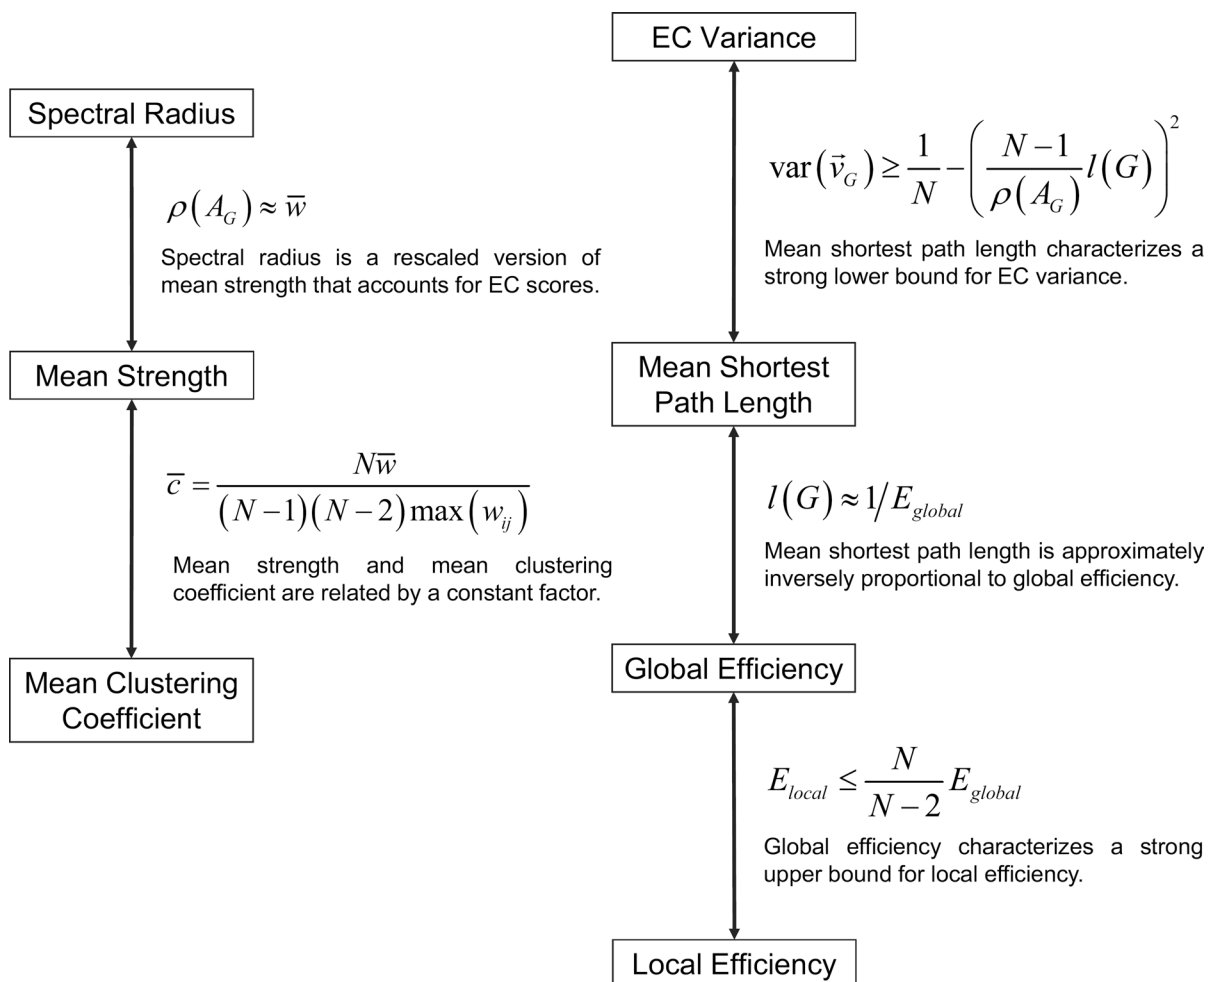 Spectral Radius
ρ(A_G) ≈ w̅
Spectral radius is a rescaled version of
mean strength that accounts for EC scores.
Mean Strength
c̅ = Nw̅ / ((N−1)(N−2)max(w_ij))
Mean strength and mean clustering
coefficient are related by a constant factor.
Mean Clustering
Coefficient
EC Variance
var(v⃗_G) ≥ 1/N − ((N−1)/ρ(A_G) l(G))²
Mean shortest path length characterizes a
strong lower bound for EC variance.
Mean Shortest
Path Length
l(G) ≈ 1/E_global
Mean shortest path length is approximately
inversely proportional to global efficiency.
Global Efficiency
E_local ≤ N/(N−2) E_global
Global efficiency characterizes a strong
upper bound for local efficiency.
Local Efficiency